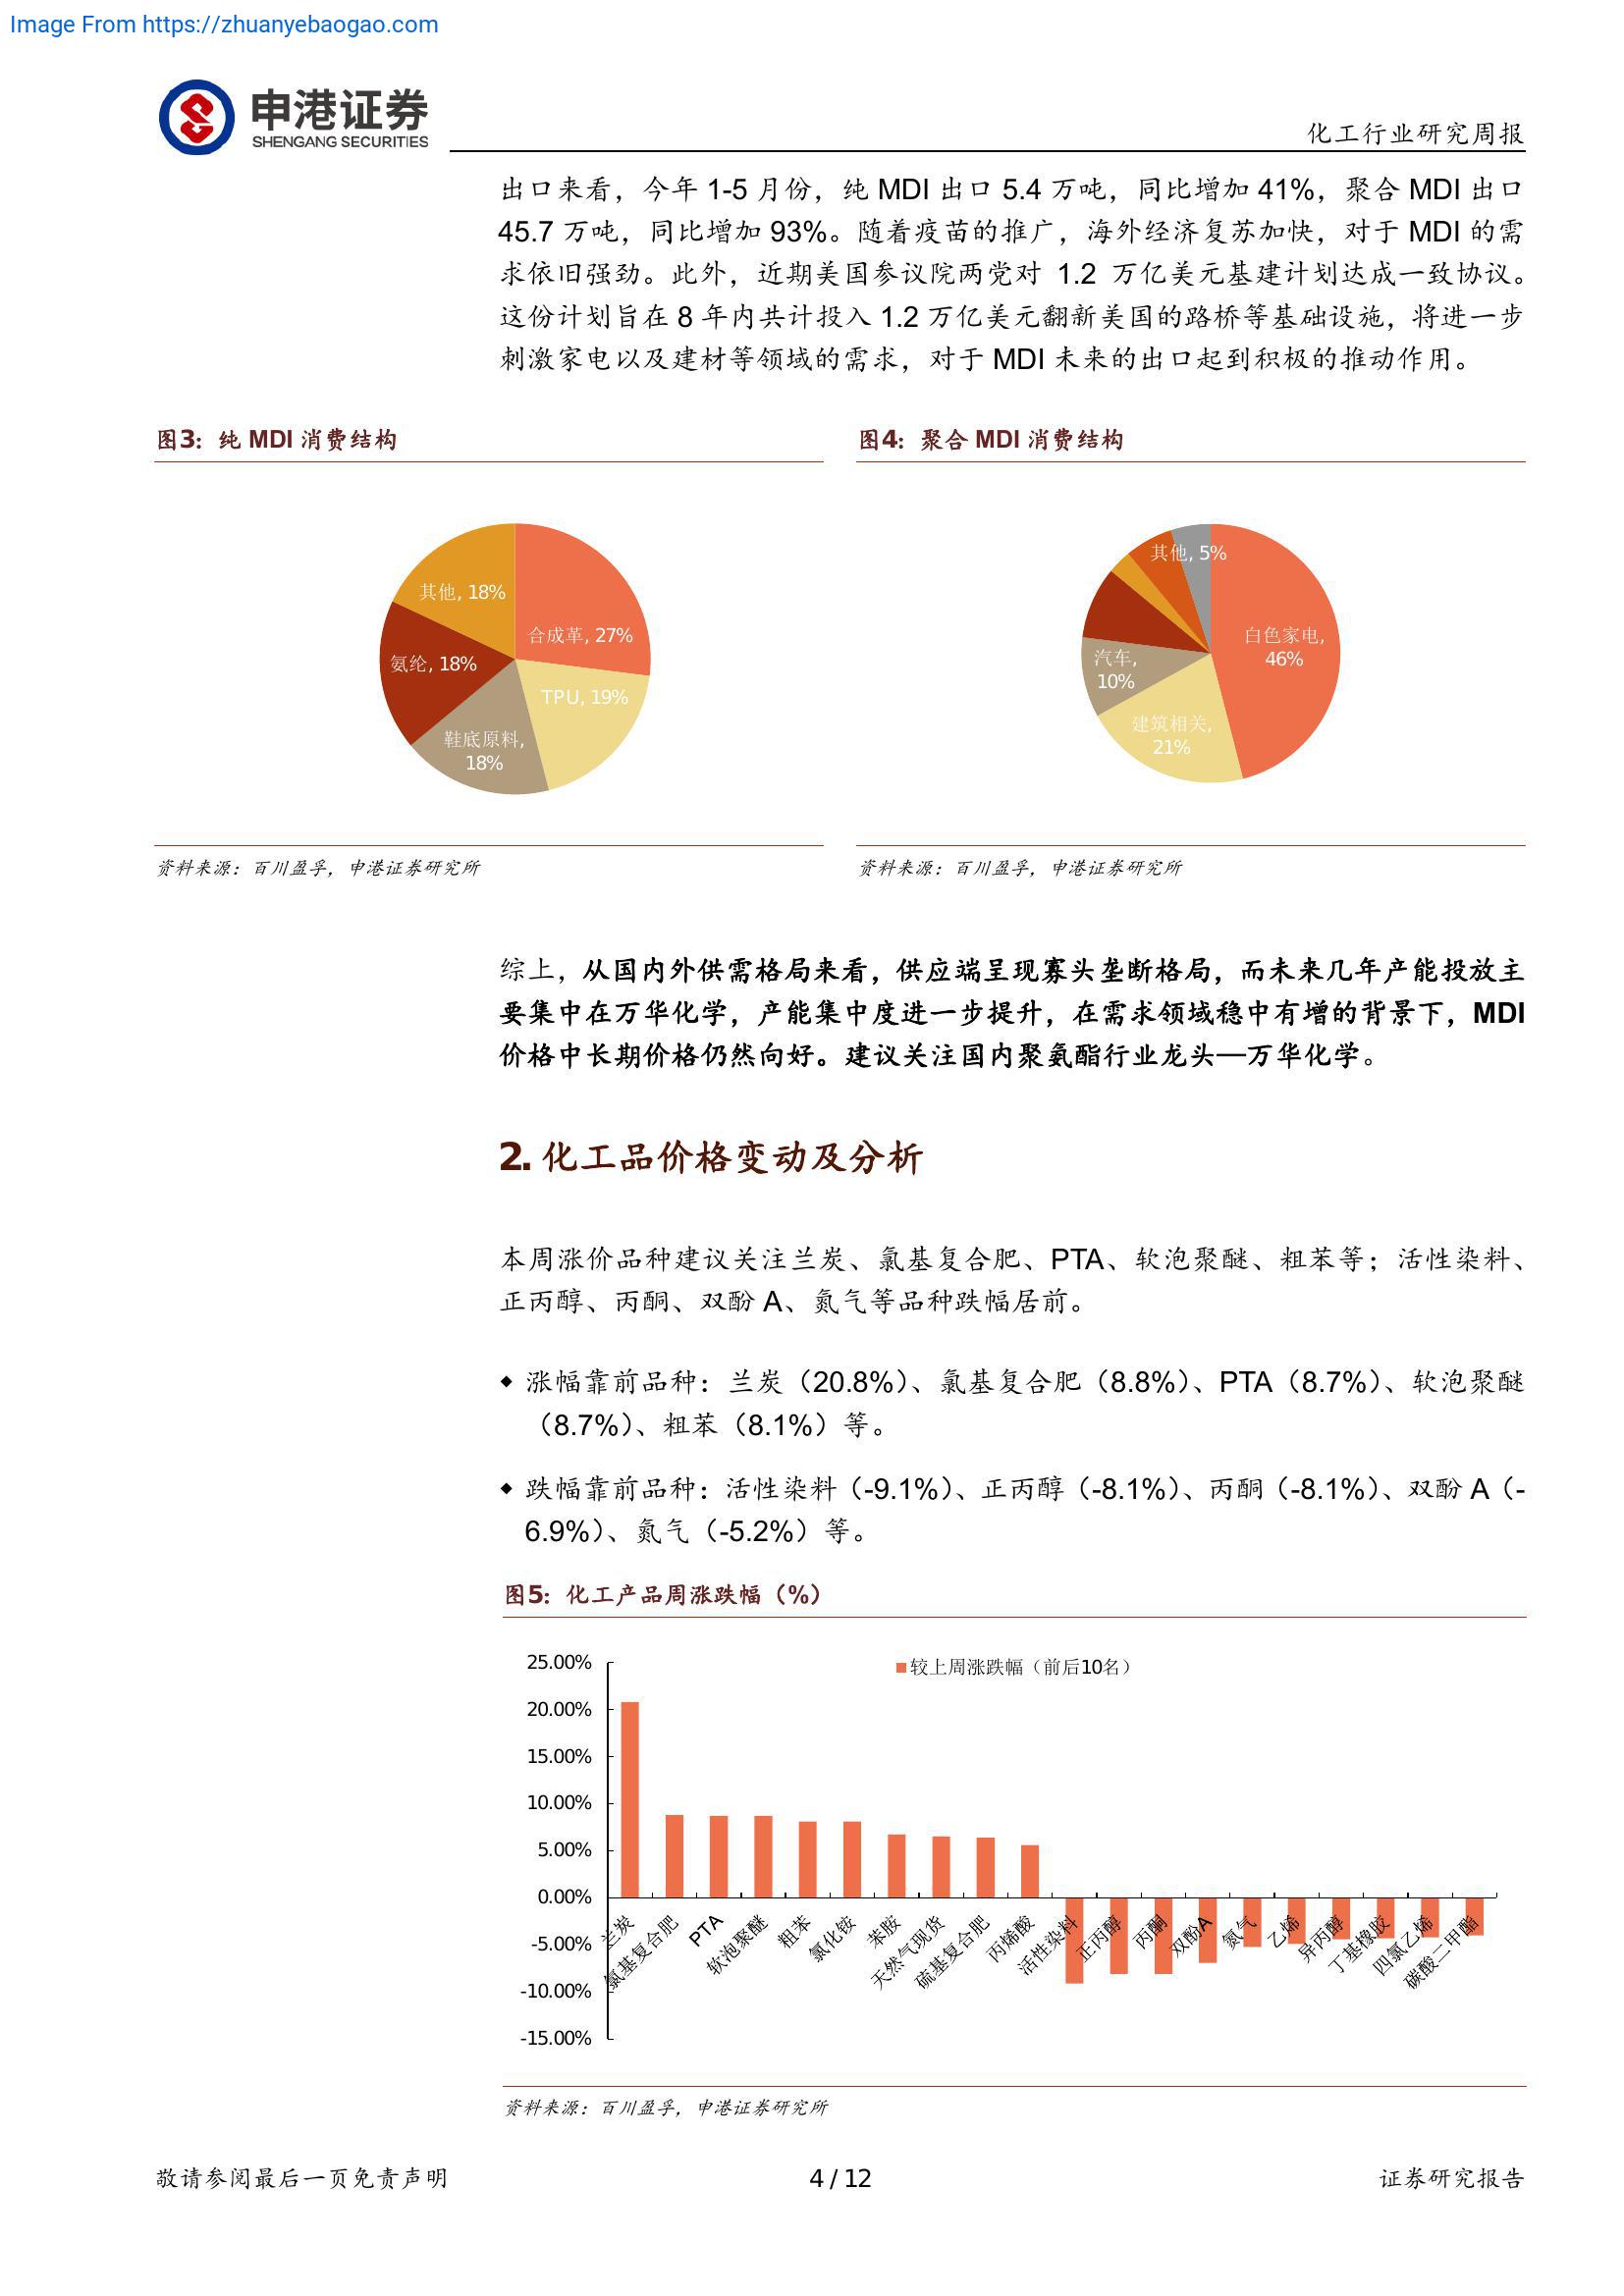 Image From https://zhuanyebaogao.com
申港证券
SHENGANG SECURITIES
化工行业研究周报
出口来看，今年 1-5 月份，纯 MDI 出口 5.4 万吨，同比增加 41%，聚合 MDI 出口
45.7 万吨，同比增加 93%。随着疫苗的推广，海外经济复苏加快，对于 MDI 的需
求依旧强劲。此外，近期美国参议院两党对 1.2 万亿美元基建计划达成一致协议。
这份计划旨在 8 年内共计投入 1.2 万亿美元翻新美国的路桥等基础设施，将进一步
刺激家电以及建材等领域的需求，对于 MDI 未来的出口起到积极的推动作用。
图3：纯 MDI 消费结构
其他, 18%
合成革, 27%
氨纶, 18%
TPU, 19%
鞋底原料,
18%
资料来源：百川盈孚，申港证券研究所
图4：聚合 MDI 消费结构
其他, 5%
白色家电,
46%
汽车,
10%
建筑相关,
21%
资料来源：百川盈孚，申港证券研究所
综上，从国内外供需格局来看，供应端呈现寡头垄断格局，而未来几年产能投放主
要集中在万华化学，产能集中度进一步提升，在需求领域稳中有增的背景下，MDI
价格中长期价格仍然向好。建议关注国内聚氨酯行业龙头—万华化学。
2. 化工品价格变动及分析
本周涨价品种建议关注兰炭、氯基复合肥、PTA、软泡聚醚、粗苯等；活性染料、
正丙醇、丙酮、双酚 A、氮气等品种跌幅居前。
◆ 涨幅靠前品种：兰炭（20.8%）、氯基复合肥（8.8%）、PTA（8.7%）、软泡聚醚
（8.7%）、粗苯（8.1%）等。
◆ 跌幅靠前品种：活性染料（-9.1%）、正丙醇（-8.1%）、丙酮（-8.1%）、双酚 A（-
6.9%）、氮气（-5.2%）等。
图5：化工产品周涨跌幅（%）
较上周涨跌幅（前后10名）
25.00%
20.00%
15.00%
10.00%
5.00%
0.00%
-5.00%
-10.00%
-15.00%
兰炭
氯基复合肥
PTA
软泡聚醚
粗苯
氯化铵
苯胺
天然气现货
硫基复合肥
丙烯酸
活性染料
正丙醇
丙酮
双酚A
氮气
乙烯
异丙醇
丁基橡胶
四氯乙烯
碳酸二甲酯
资料来源：百川盈孚，申港证券研究所
敬请参阅最后一页免责声明
4 / 12
证券研究报告